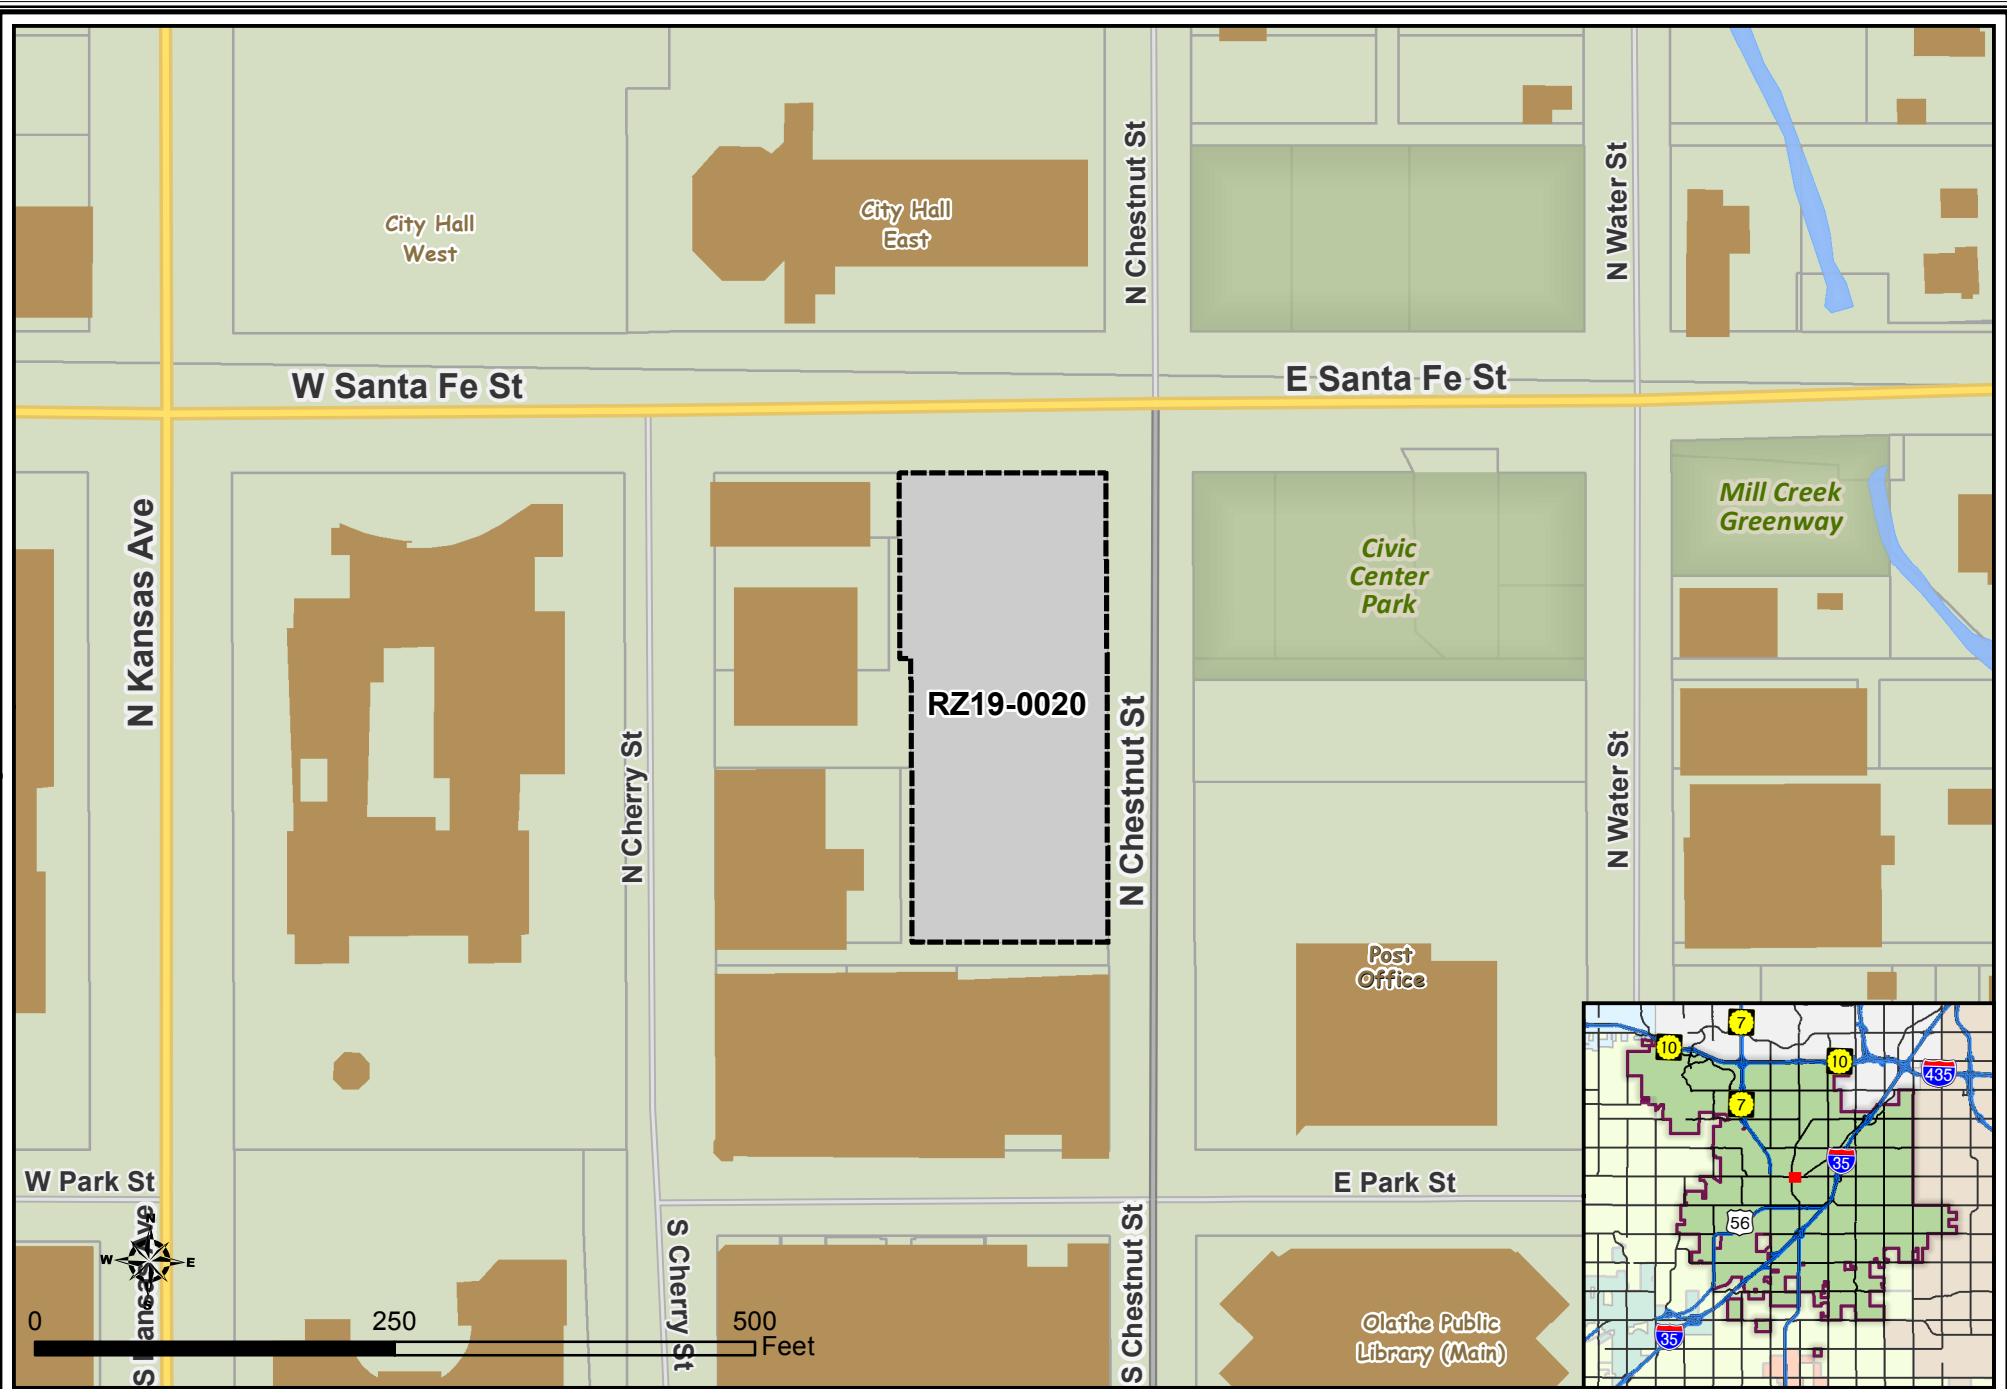 N Chestnut St
N Water St
City Hall
West
City Hall
East
W Santa Fe St
E Santa Fe St
N Kansas Ave
Mill Creek
Greenway
Civic
Center
Park
RZ19-0020
N Cherry St
N Chestnut St
N Water St
Post
Office
W Park St
E Park St
S Kansas Ave
S Cherry St
S Chestnut St
N
W
E
S
Olathe Public
Library (Main)
0
250
500
Feet
7
10
10
435
7
35
56
35